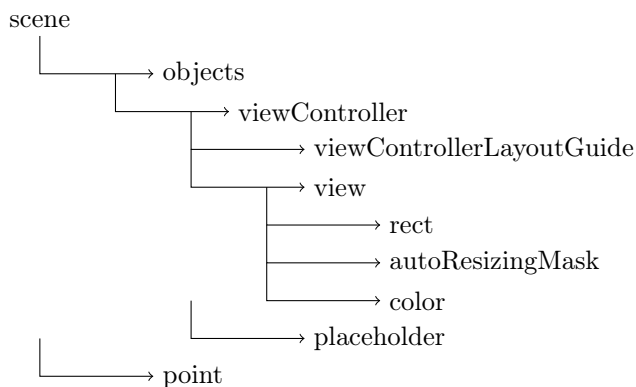 scene
objects
viewController
viewControllerLayoutGuide
view
rect
autoResizingMask
color
placeholder
point